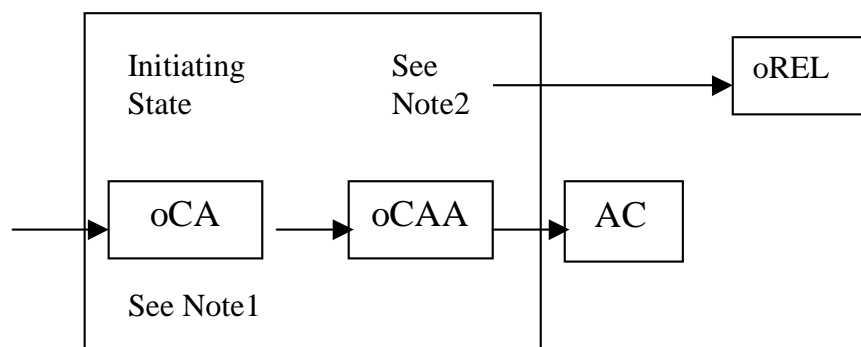 Initiating
State
See
Note2
oREL
oCA
oCAA
AC
See Note1